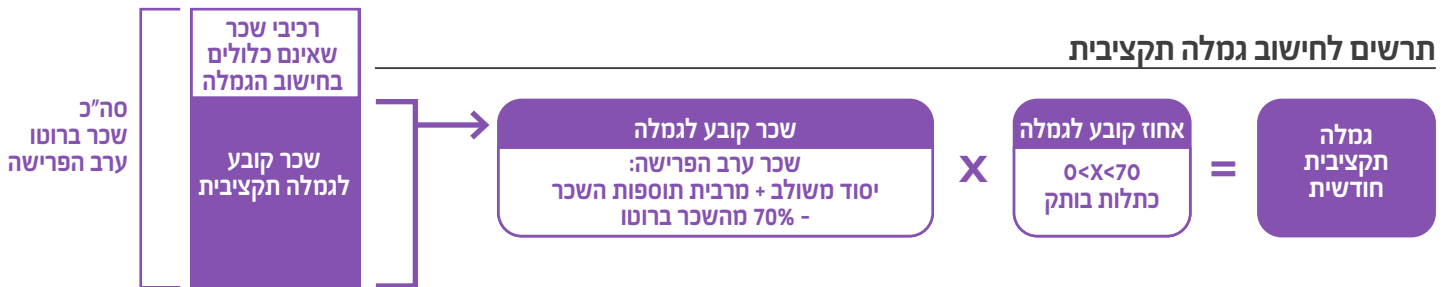 תרשים לחישוב גמלה תקציבית
סה"כ
שכר ברוטו
ערב הפרישה
רכיבי שכר
שאינם כלולים
בחישוב הגמלה
שכר קובע
לגמלה תקציבית
שכר קובע לגמלה
שכר ערב הפרישה:
יסוד משולב + מרבית תוספות השכר
- 70% מהשכר ברוטו
X
אחוז קובע לגמלה
0<X<70
כתלות בותק
=
גמלה
תקציבית
חודשית